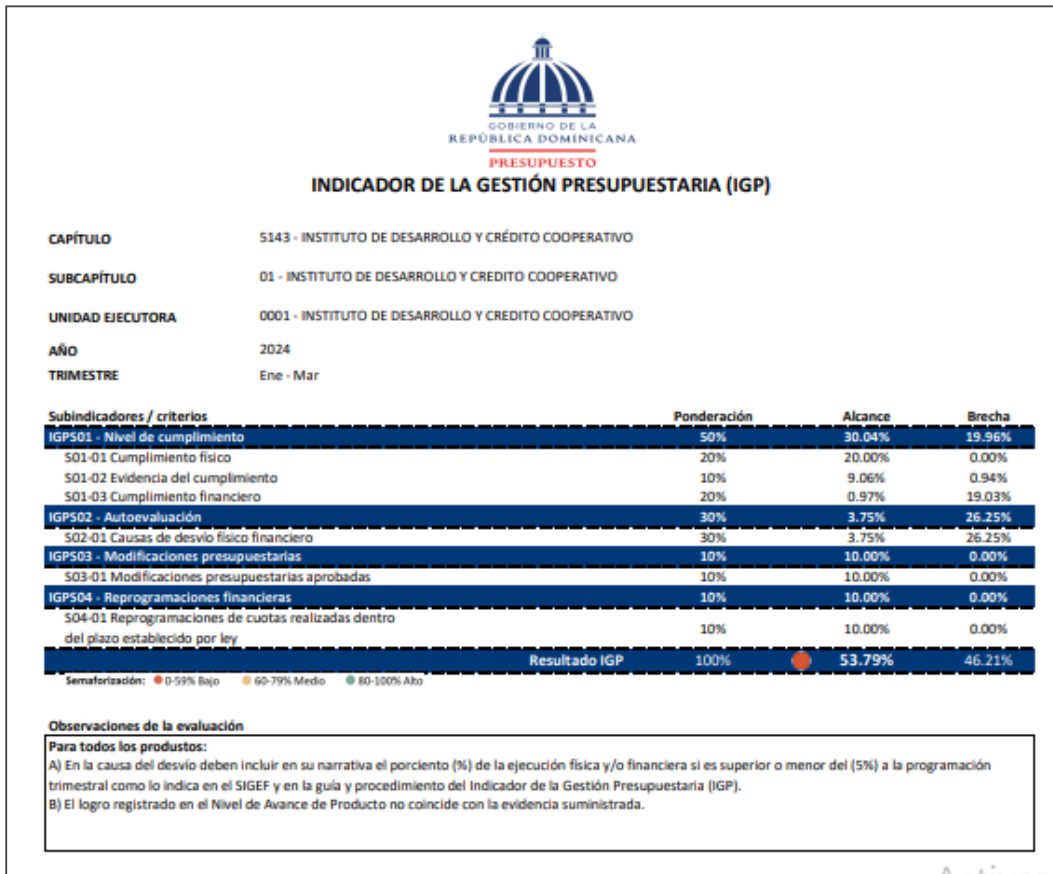 GOBIERNO DE LA
REPÚBLICA DOMINICANA
PRESUPUESTO
INDICADOR DE LA GESTIÓN PRESUPUESTARIA (IGP)
CAPÍTULO 5143 - INSTITUTO DE DESARROLLO Y CRÉDITO COOPERATIVO
SUBCAPÍTULO 01 - INSTITUTO DE DESARROLLO Y CREDITO COOPERATIVO
UNIDAD EJECUTORA 0001 - INSTITUTO DE DESARROLLO Y CREDITO COOPERATIVO
AÑO 2024
TRIMESTRE Ene - Mar
Subindicadores / criterios Ponderación Alcance Brecha
IGPS01 - Nivel de cumplimiento 50% 30.04% 19.96%
S01-01 Cumplimiento físico 20% 20.00% 0.00%
S01-02 Evidencia del cumplimiento 10% 9.06% 0.94%
S01-03 Cumplimiento financiero 20% 0.97% 19.03%
IGPS02 - Autoevaluación 30% 3.75% 26.25%
S02-01 Causas de desvío físico financiero 30% 3.75% 26.25%
IGPS03 - Modificaciones presupuestarias 10% 10.00% 0.00%
S03-01 Modificaciones presupuestarias aprobadas 10% 10.00% 0.00%
IGPS04 - Reprogramaciones financieras 10% 10.00% 0.00%
S04-01 Reprogramaciones de cuotas realizadas dentro
del plazo establecido por ley 10% 10.00% 0.00%
Resultado IGP 100% 53.79% 46.21%
Semaforización: 0-59% Bajo 60-79% Medio 80-100% Alto
Observaciones de la evaluación
Para todos los produstos:
A) En la causa del desvío deben incluir en su narrativa el porciento (%) de la ejecución física y/o financiera si es superior o menor del (5%) a la programación
trimestral como lo indica en el SIGEF y en la guía y procedimiento del Indicador de la Gestión Presupuestaria (IGP).
B) El logro registrado en el Nivel de Avance de Producto no coincide con la evidencia suministrada.